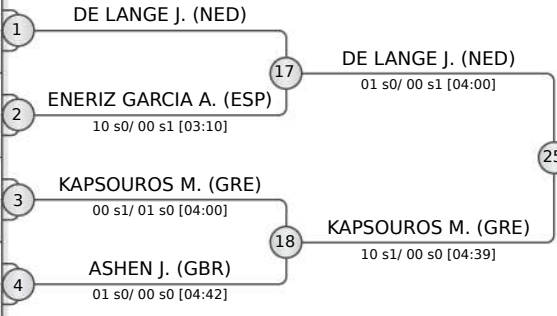 DE LANGE J. (NED)
1
17
DE LANGE J. (NED)
01 s0/ 00 s1 [04:00]
ENERIZ GARCIA A. (ESP)
2
10 s0/ 00 s1 [03:10]
25
KAPSOUROS M. (GRE)
3
00 s1/ 01 s0 [04:00]
18
KAPSOUROS M. (GRE)
10 s1/ 00 s0 [04:39]
ASHEN J. (GBR)
4
01 s0/ 00 s0 [04:42]